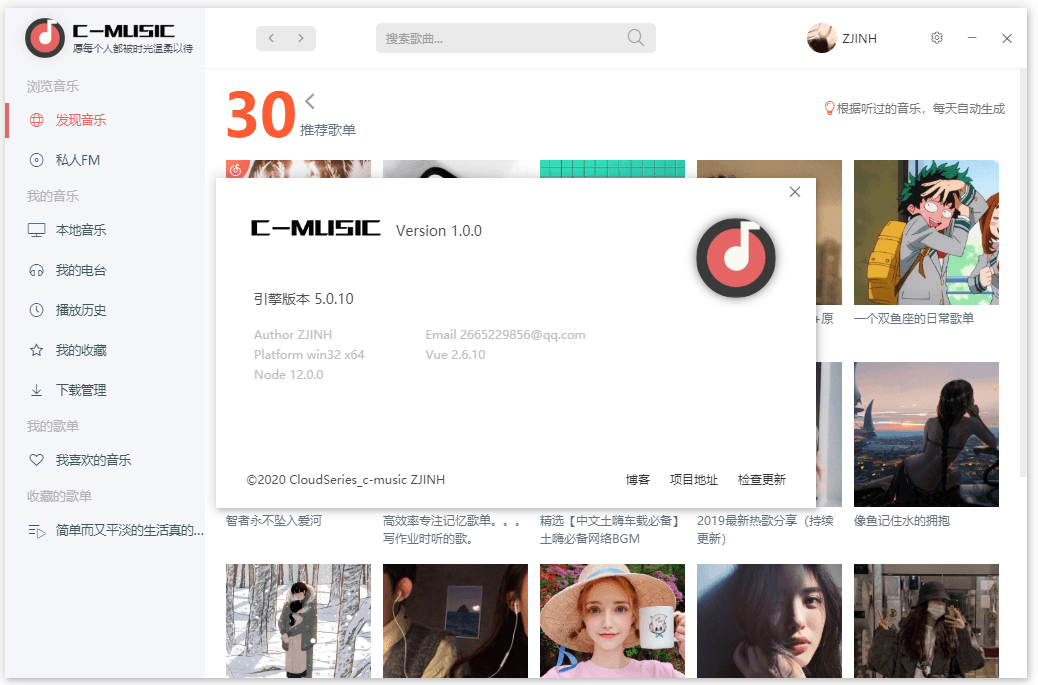 C-MUSIC
愿每个人都被时光温柔以待
搜索歌曲...
ZJINH
浏览音乐
发现音乐
私人FM
我的音乐
本地音乐
我的电台
播放历史
我的收藏
下载管理
我的歌单
我喜欢的音乐
收藏的歌单
简单而又平淡的生活真的...
30
推荐歌单
根据听过的音乐，每天自动生成
原
一个双鱼座的日常歌单
C-MUSIC Version 1.0.0
引擎版本 5.0.10
Author ZJINH Email 2665229856@qq.com
Platform win32 x64 Vue 2.6.10
Node 12.0.0
©2020 CloudSeries_c-music ZJINH 博客 项目地址 检查更新
智者永不坠入爱河
高效率专注记忆歌单。。。
写作业时听的歌。
精选【中文土嗨车载必备】
土嗨必备网络BGM
2019最新热歌分享（持续
更新）
像鱼记住水的拥抱